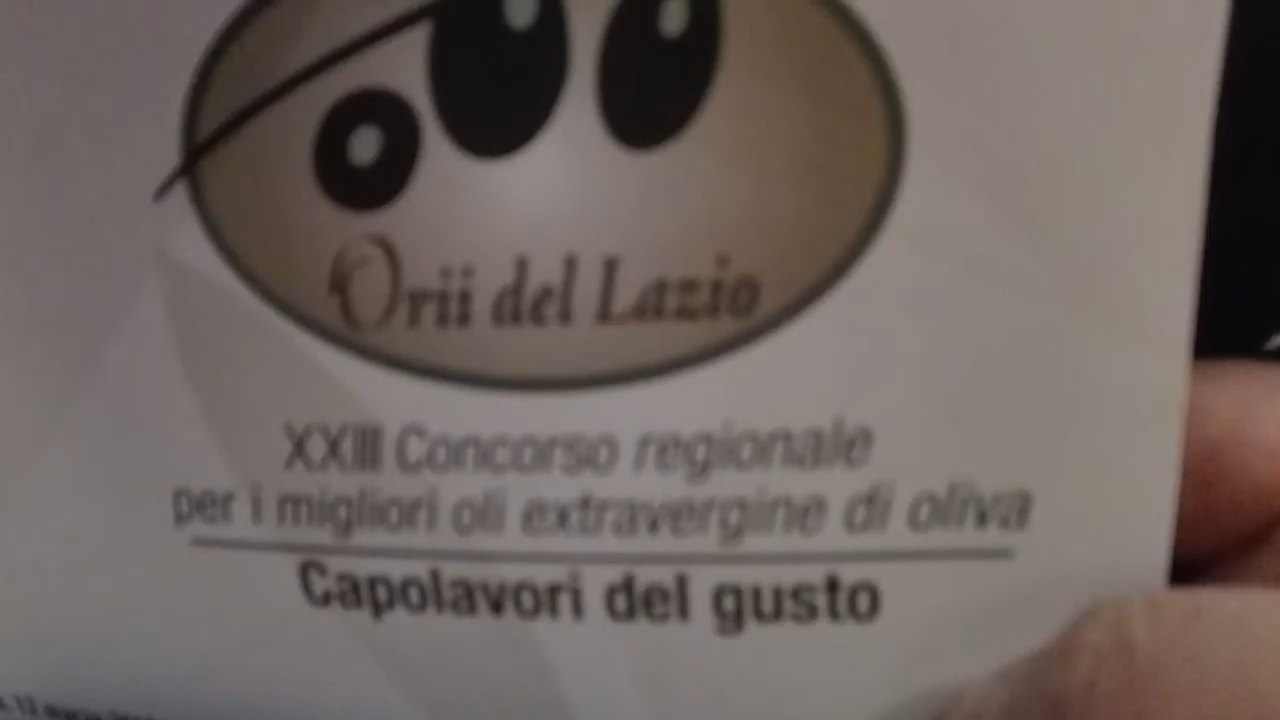 Orii del Lazio
XXIII Concorso regionale
per i migliori oli extravergine di oliva
Capolavori del gusto